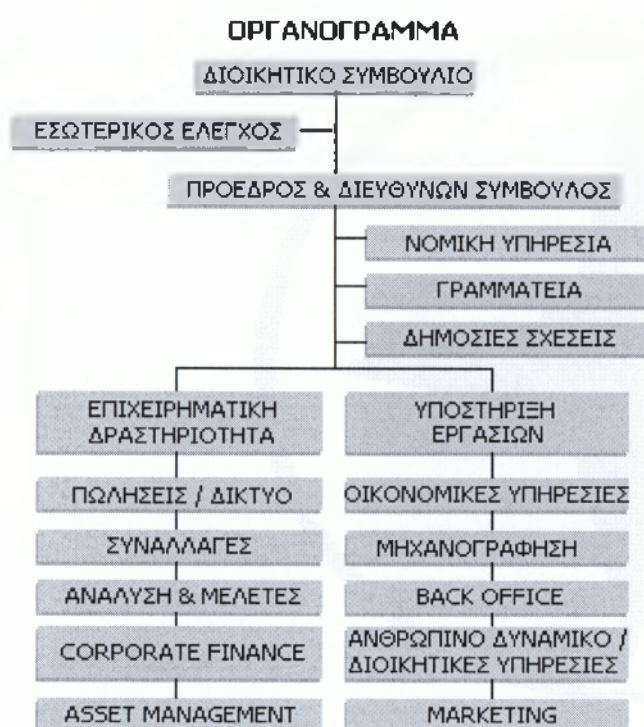 ΟΡΓΑΝΟΓΡΑΜΜΑ
ΔΙΟΙΚΗΤΙΚΟ ΣΥΜΒΟΥΛΙΟ
ΕΣΩΤΕΡΙΚΟΣ ΕΛΕΓΧΟΣ
ΠΡΟΕΔΡΟΣ & ΔΙΕΥΘΥΝΩΝ ΣΥΜΒΟΥΛΟΣ
ΝΟΜΙΚΗ ΥΠΗΡΕΣΙΑ
ΓΡΑΜΜΑΤΕΙΑ
ΔΗΜΟΣΙΕΣ ΣΧΕΣΕΙΣ
ΕΠΙΧΕΙΡΗΜΑΤΙΚΗ
ΔΡΑΣΤΗΡΙΟΤΗΤΑ
ΠΩΛΗΣΕΙΣ / ΔΙΚΤΥΟ
ΣΥΝΑΛΛΑΓΕΣ
ΑΝΑΛΥΣΗ & ΜΕΛΕΤΕΣ
CORPORATE FINANCE
ASSET MANAGEMENT
ΥΠΟΣΤΗΡΙΞΗ
ΕΡΓΑΣΙΩΝ
ΟΙΚΟΝΟΜΙΚΕΣ ΥΠΗΡΕΣΙΕΣ
ΜΗΧΑΝΟΓΡΑΦΗΣΗ
BACK OFFICE
ΑΝΘΡΩΠΙΝΟ ΔΥΝΑΜΙΚΟ /
ΔΙΟΙΚΗΤΙΚΕΣ ΥΠΗΡΕΣΙΕΣ
MARKETING